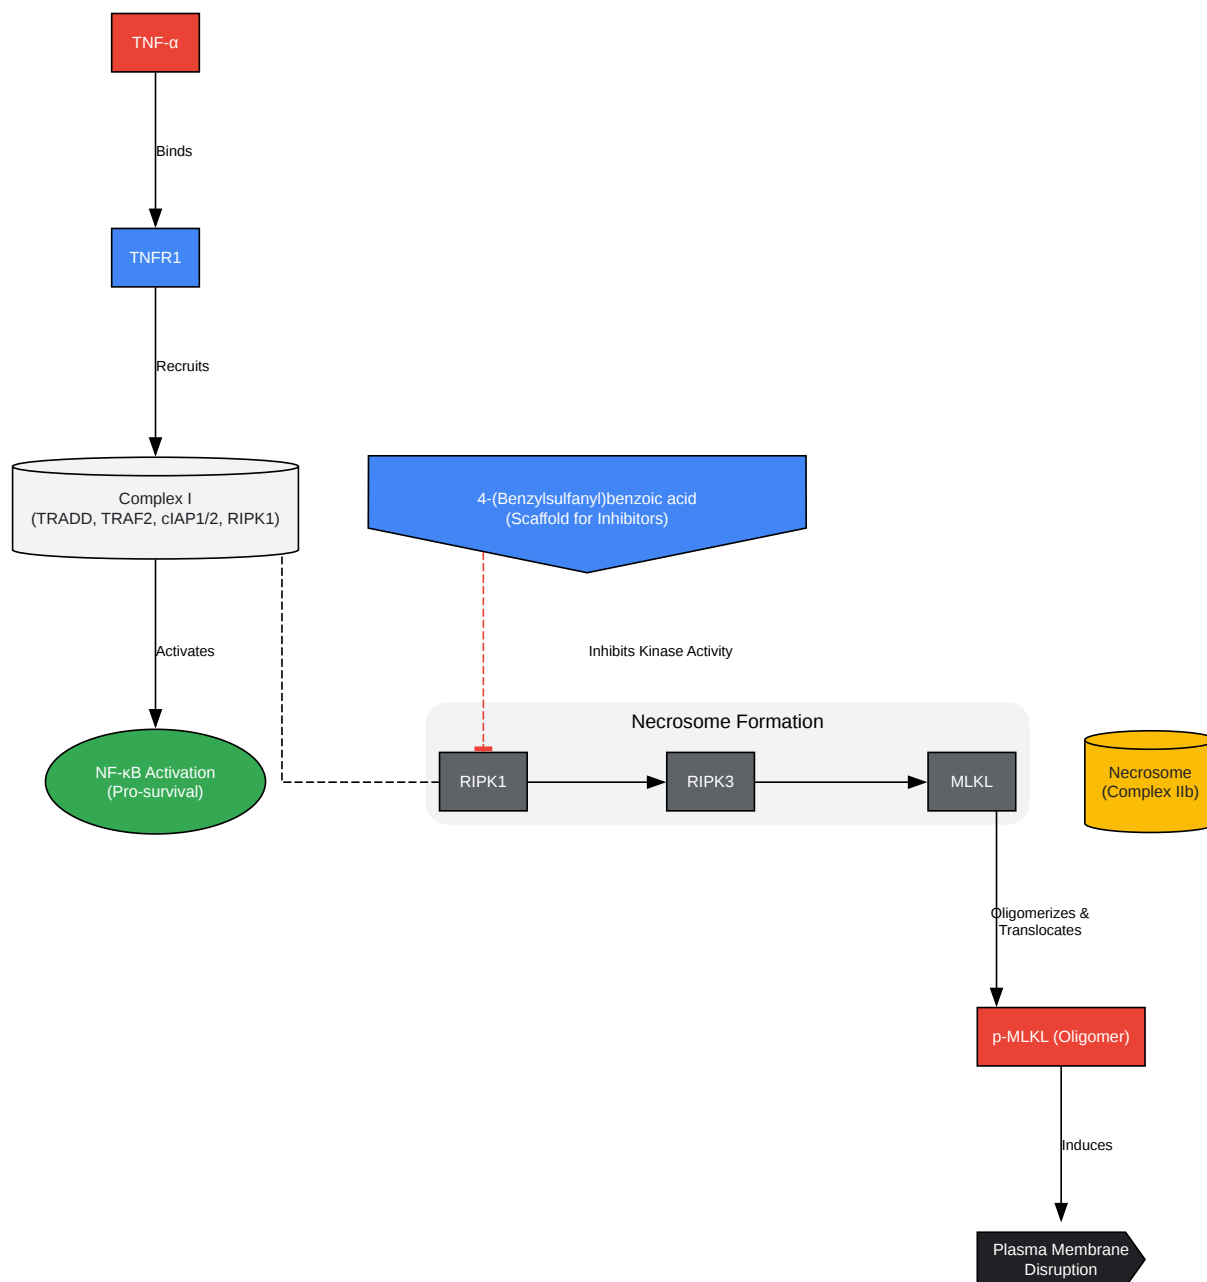 TNF-α
Binds
TNFR1
Recruits
Complex I
(TRADD, TRAF2, cIAP1/2, RIPK1)
4-(Benzylsulfanyl)benzoic acid
(Scaffold for Inhibitors)
Activates
Inhibits Kinase Activity
Necrosome Formation
NF-κB Activation
(Pro-survival)
RIPK1
RIPK3
MLKL
Necrosome
(Complex IIb)
Oligomerizes &
Translocates
p-MLKL (Oligomer)
Induces
Plasma Membrane
Disruption